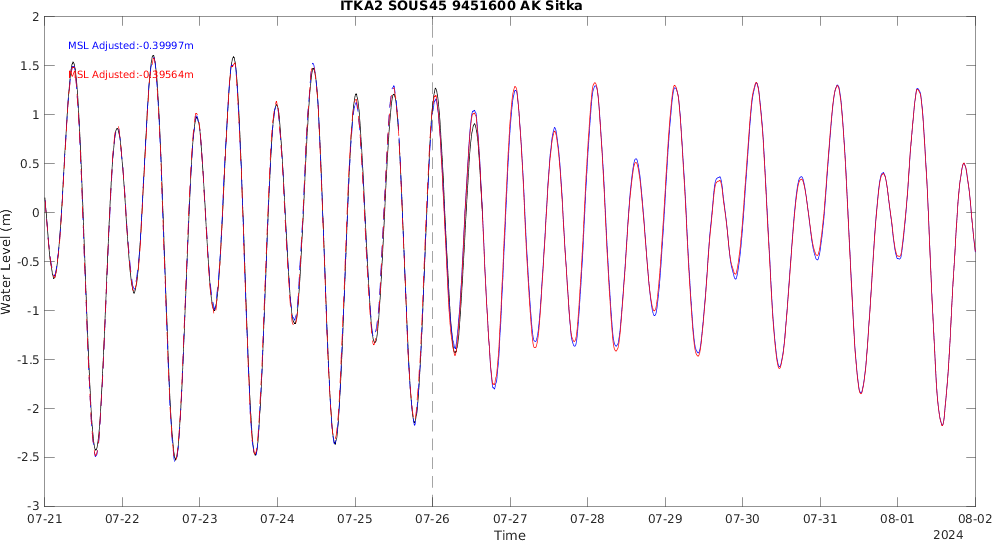 ITKA2 SOUS45 9451600 AK Sitka
MSL Adjusted:-0.39997m
MSL Adjusted:-0.39564m
Water Level (m)
2
1.5
1
0.5
0
-0.5
-1
-1.5
-2
-2.5
-3
07-21 07-22 07-23 07-24 07-25 07-26 07-27 07-28 07-29 07-30 07-31 08-01 08-02
Time
2024